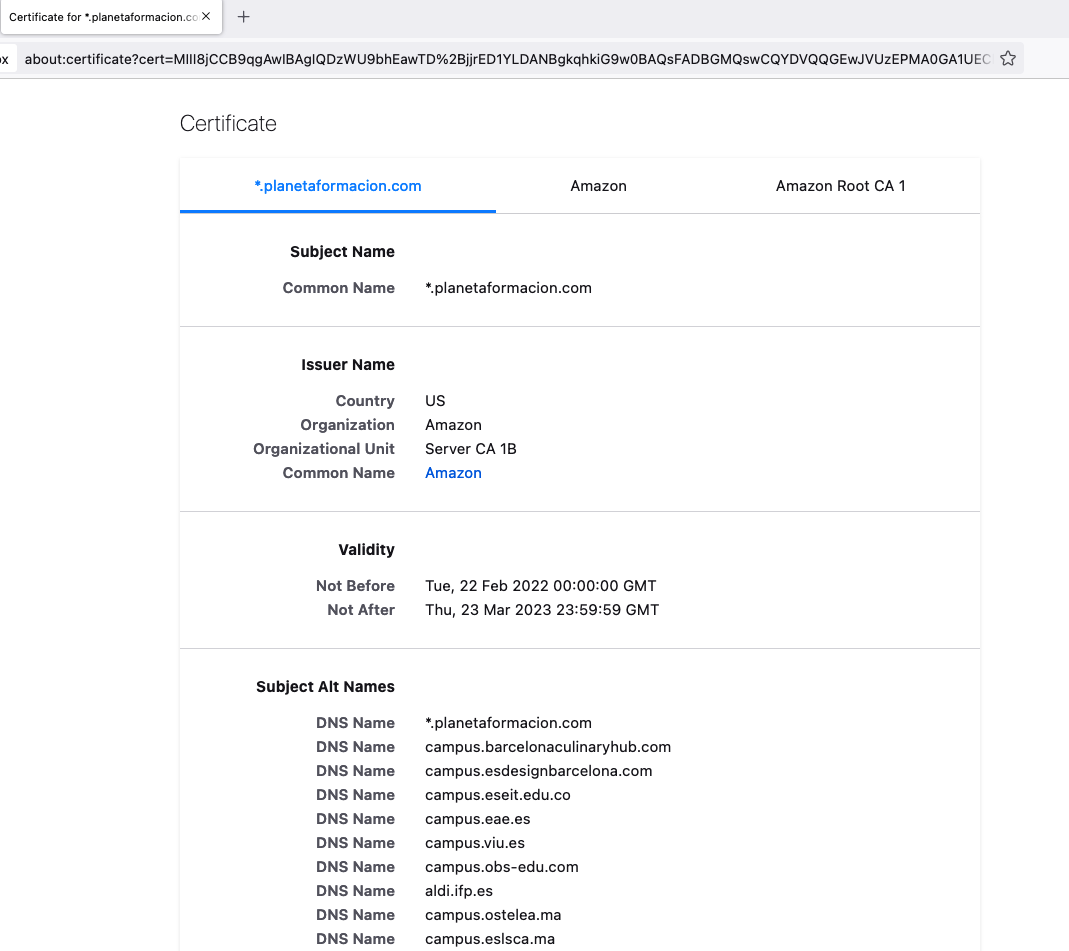 Certificate for *.planetaformacion.co
about:certificate?cert=MIII8jCCB9qgAwIBAgIQDzWU9bhEawTD%2BjjrED1YLDANBgkqhkiG9w0BAQsFADBGMQswCQYDVQQGEwJVUzEPMA0GA1UEC
Certificate
*.planetaformacion.com Amazon Amazon Root CA 1
Subject Name
Common Name *.planetaformacion.com
Issuer Name
Country US
Organization Amazon
Organizational Unit Server CA 1B
Common Name Amazon
Validity
Not Before Tue, 22 Feb 2022 00:00:00 GMT
Not After Thu, 23 Mar 2023 23:59:59 GMT
Subject Alt Names
DNS Name *.planetaformacion.com
DNS Name campus.barcelonaculinaryhub.com
DNS Name campus.esdesignbarcelona.com
DNS Name campus.eseit.edu.co
DNS Name campus.eae.es
DNS Name campus.viu.es
DNS Name campus.obs-edu.com
DNS Name aldi.ifp.es
DNS Name campus.ostelea.ma
DNS Name campus.eslsca.ma